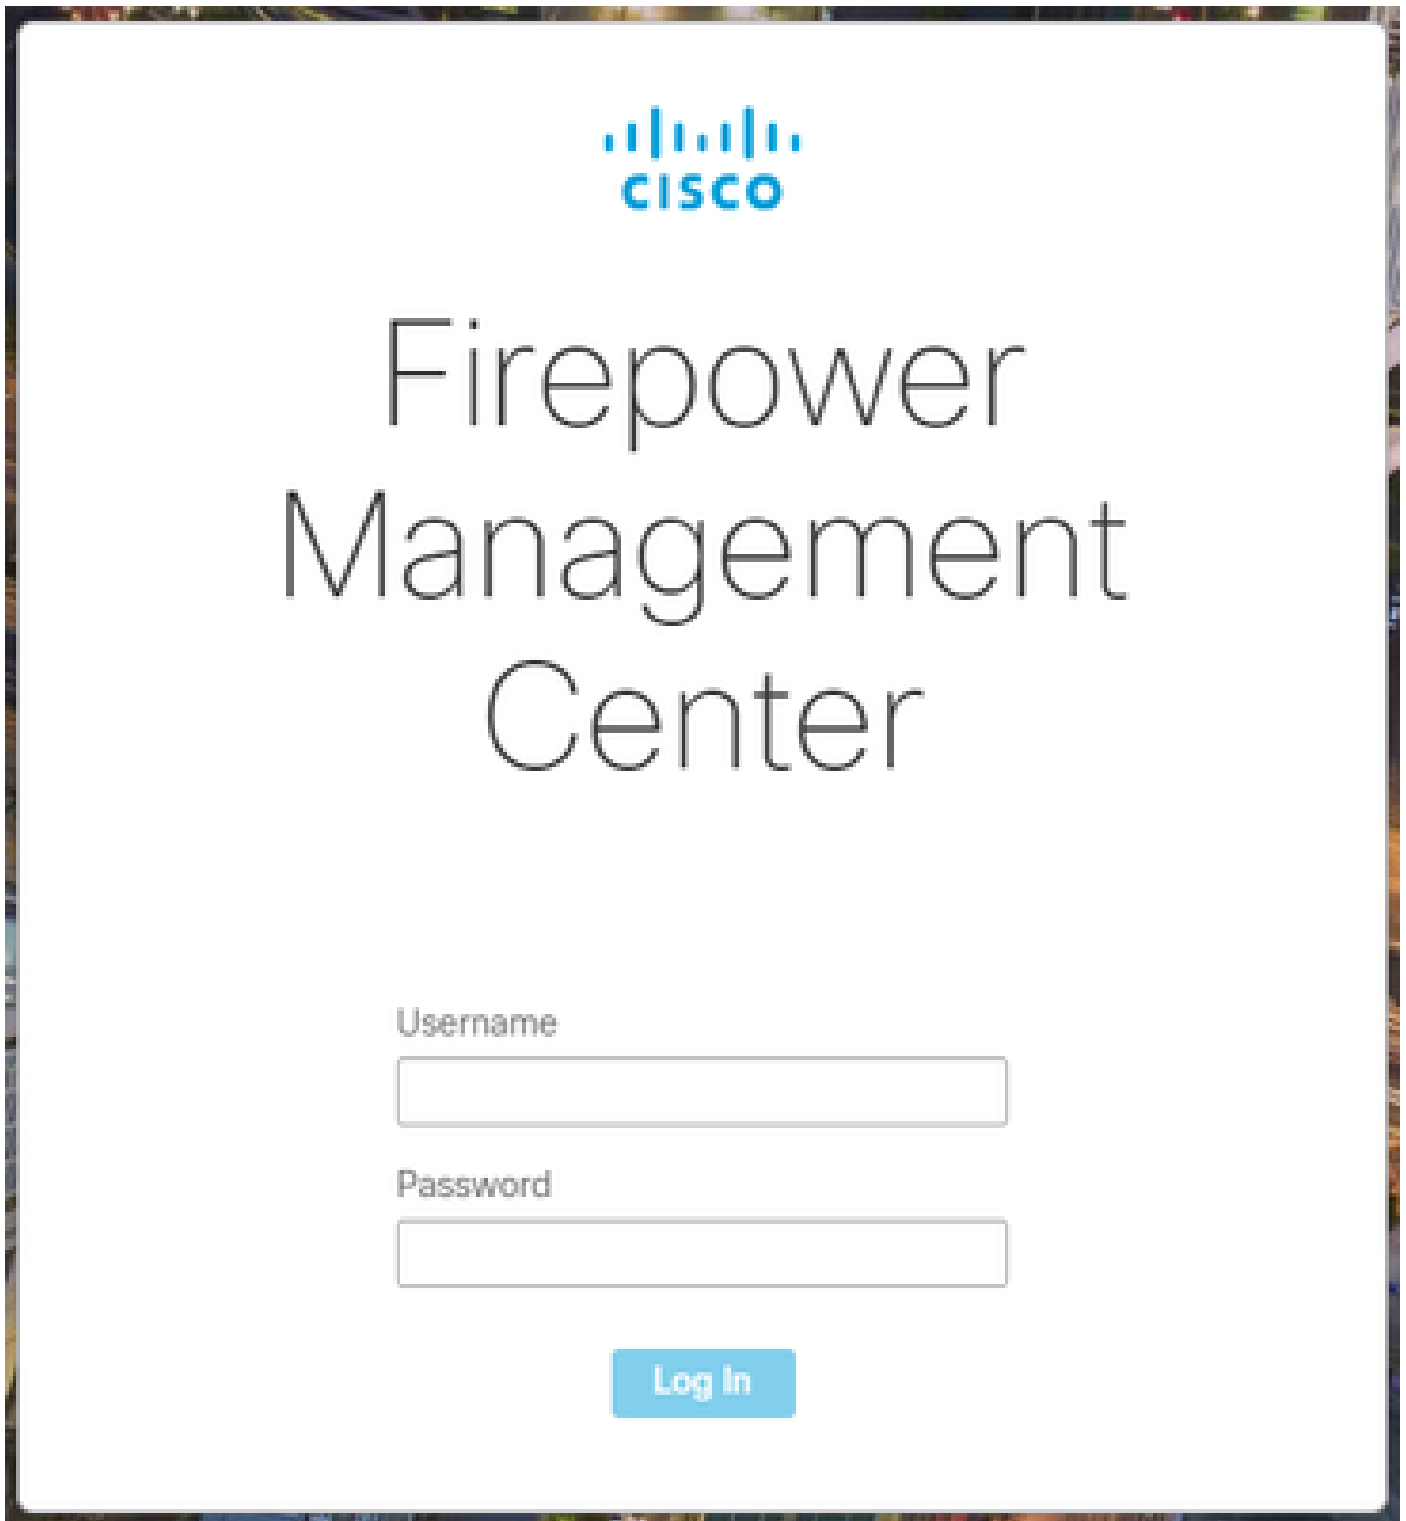 CISCO
Firepower
Management
Center
Username
Password
Log In